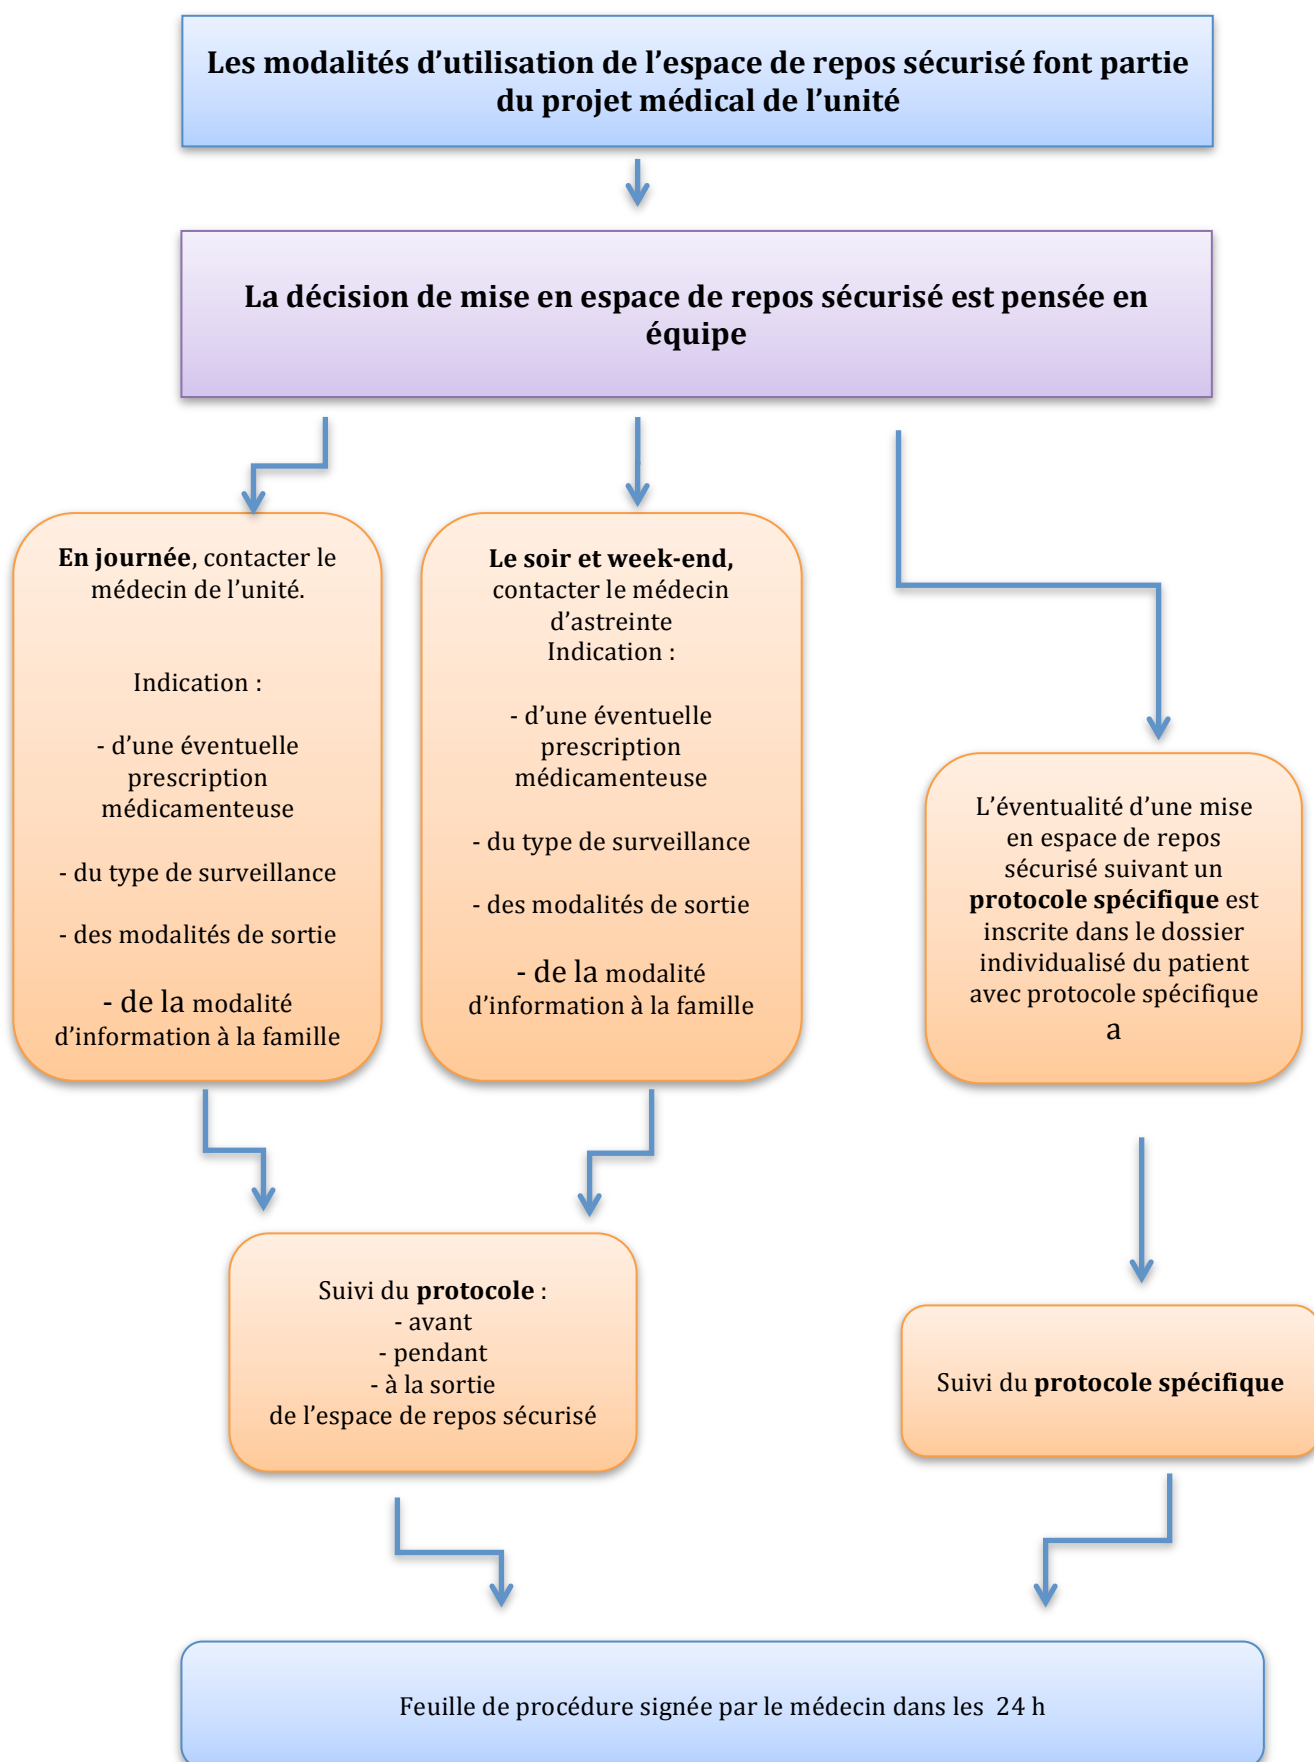 Les modalités d’utilisation de l’espace de repos sécurisé font partie
du projet médical de l’unité
La décision de mise en espace de repos sécurisé est pensée en
équipe
En journée, contacter le
médecin de l’unité.
Indication :
- d’une éventuelle
prescription
médicamenteuse
- du type de surveillance
- des modalités de sortie
- de la modalité
d’information à la famille
Le soir et week-end,
contacter le médecin
d’astreinte
Indication :
- d’une éventuelle
prescription
médicamenteuse
- du type de surveillance
- des modalités de sortie
- de la modalité
d’information à la famille
L’éventualité d’une mise
en espace de repos
sécurisé suivant un
protocole spécifique est
inscrite dans le dossier
individualisé du patient
avec protocole spécifique
a
Suivi du protocole :
- avant
- pendant
- à la sortie
de l’espace de repos sécurisé
Suivi du protocole spécifique
Feuille de procédure signée par le médecin dans les  24 h